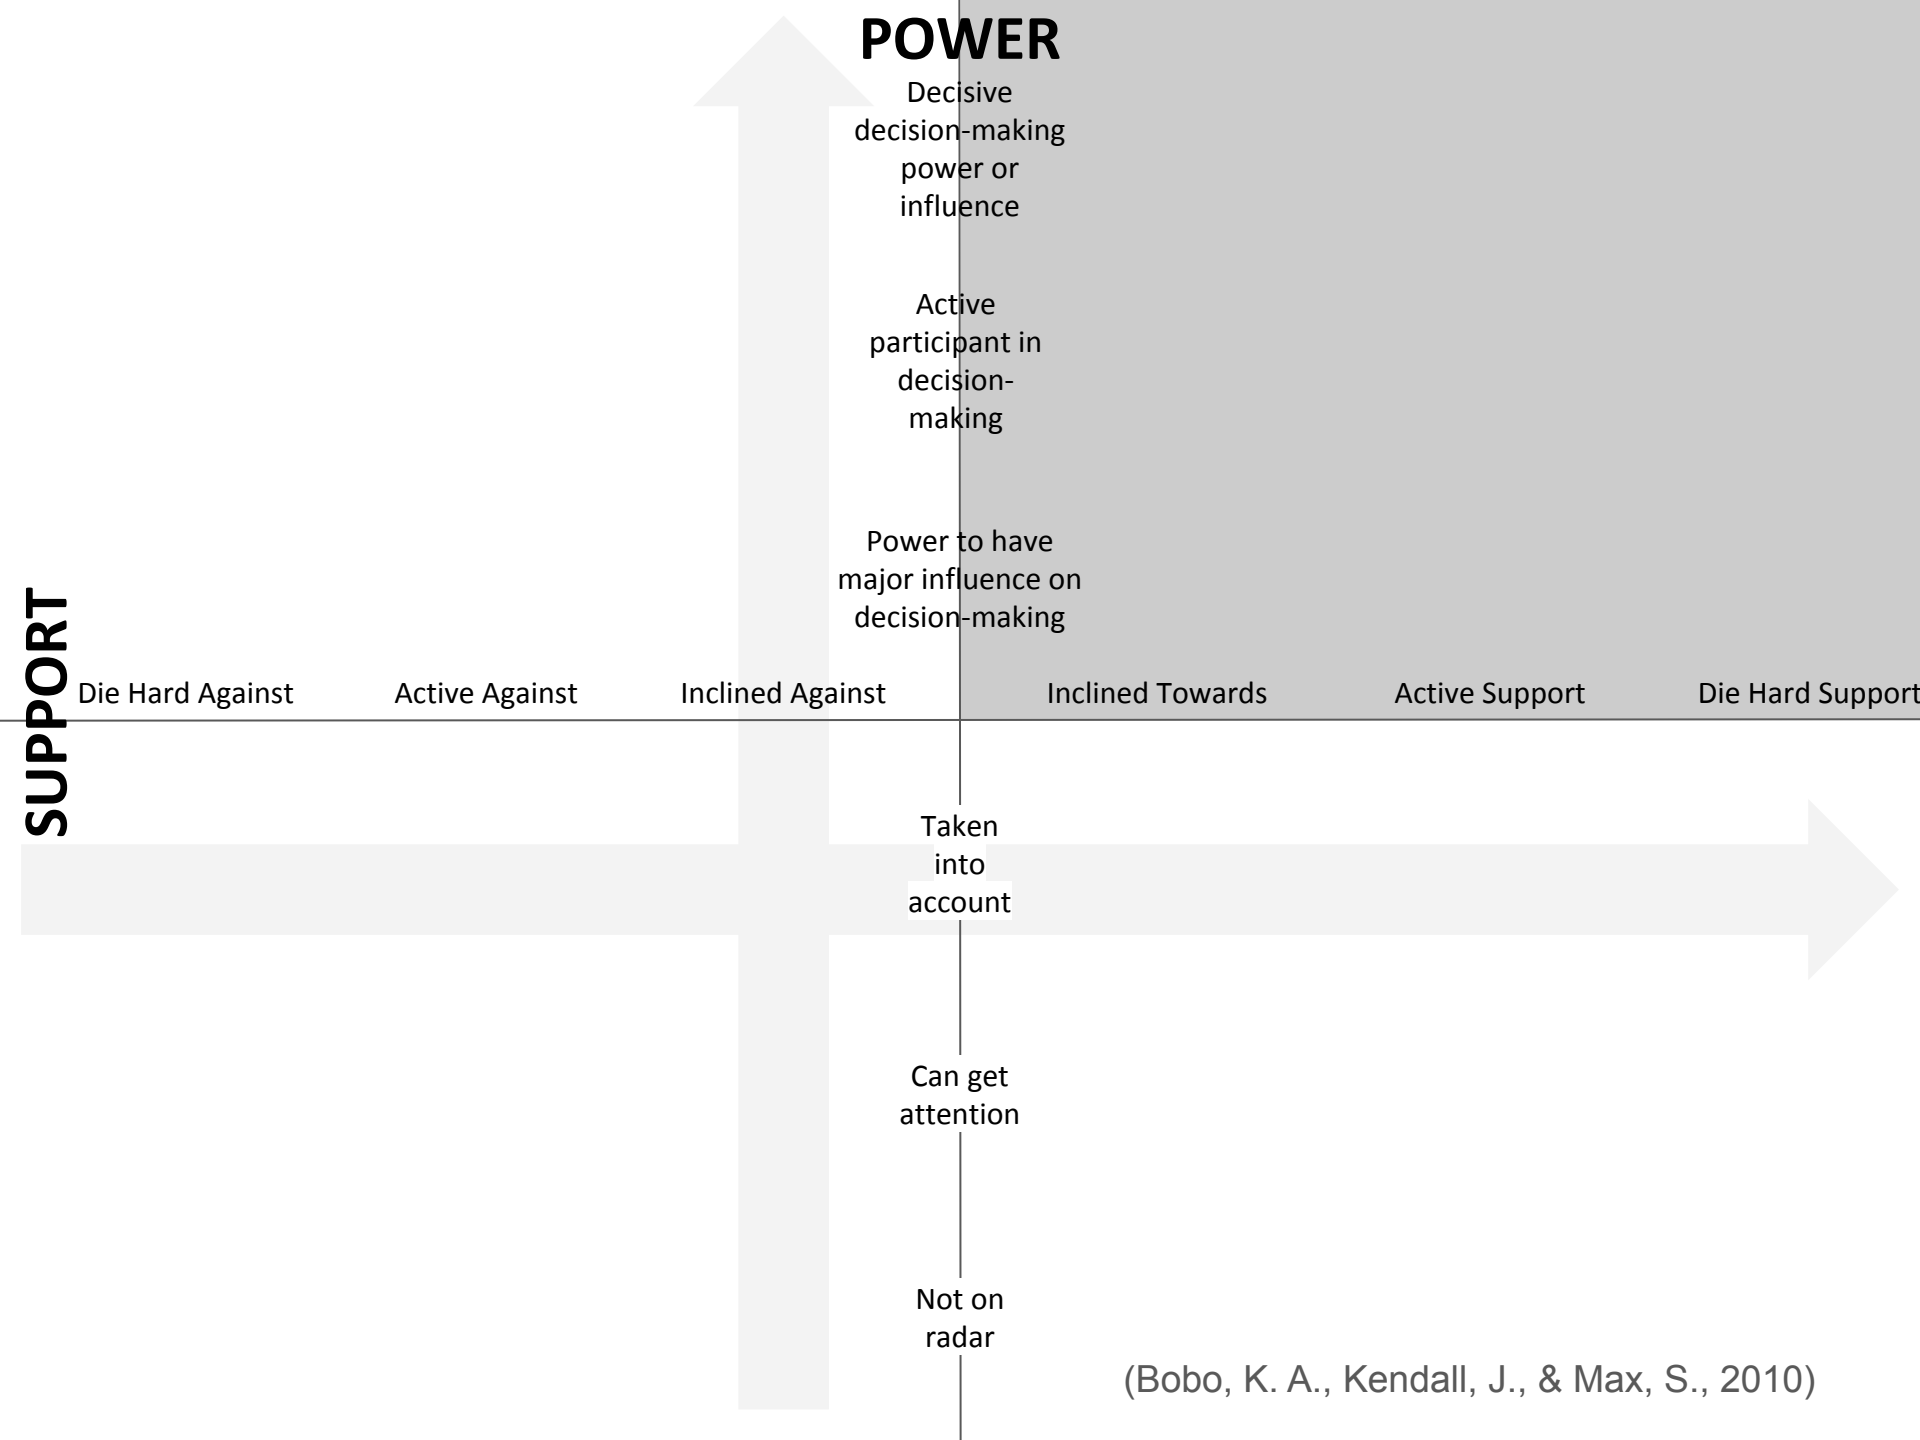 POWER
Decisive
decision-making
power or
influence
Active
participant in
decision-
making
Power to have
major influence on
decision-making
SUPPORT
Die Hard Against
Active Against
Inclined Against
Inclined Towards
Active Support
Die Hard Support
Taken
into
account
Can get
attention
Not on
radar
(Bobo, K. A., Kendall, J., & Max, S., 2010)